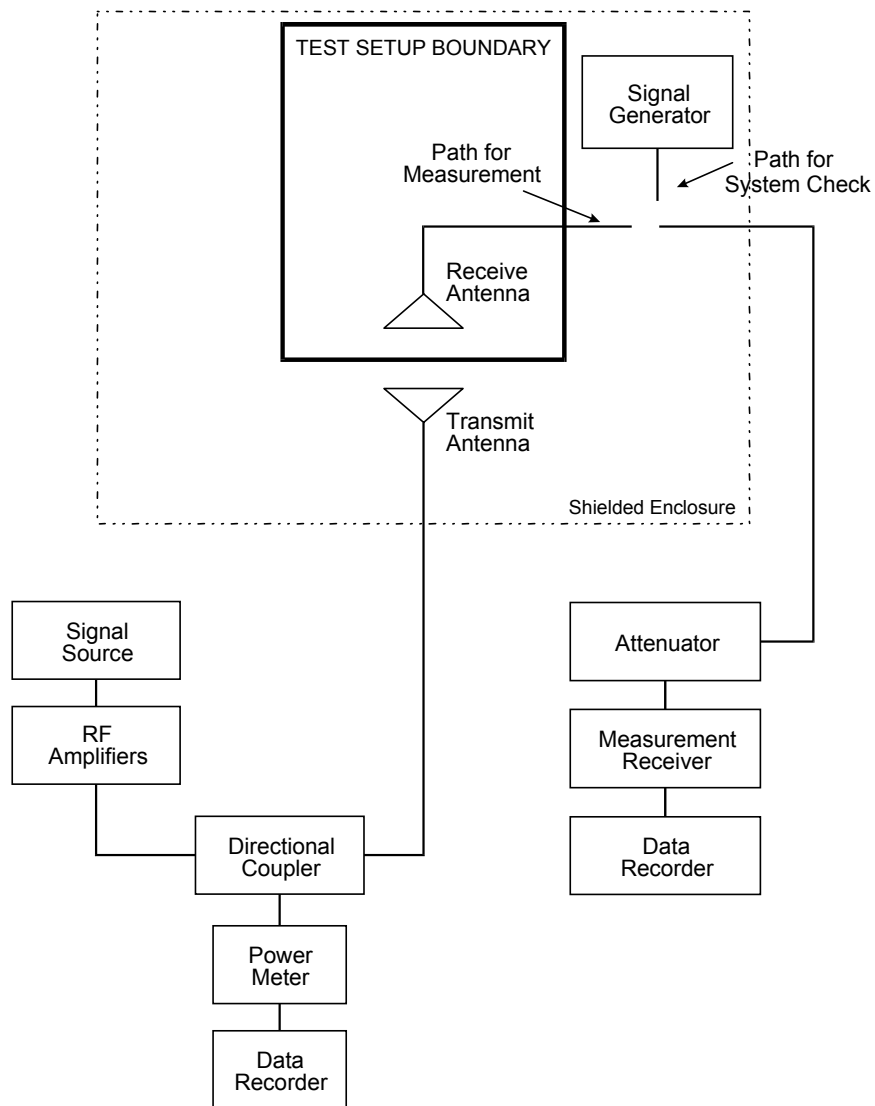 TEST SETUP BOUNDARY
Signal
Generator
Path for
Measurement
Path for
System Check
Receive
Antenna
Transmit
Antenna
Shielded Enclosure
Signal
Source
RF
Amplifiers
Directional
Coupler
Power
Meter
Data
Recorder
Attenuator
Measurement
Receiver
Data
Recorder